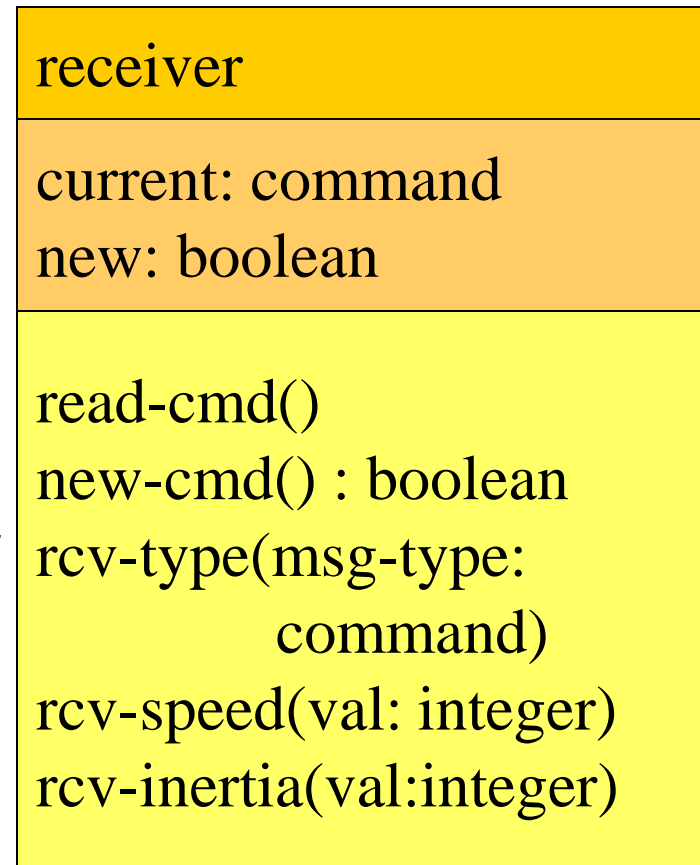 receiver
current: command
new: boolean
read-cmd()
new-cmd() : boolean
rcv-type(msg-type:
command)
rcv-speed(val: integer)
rcv-inertia(val:integer)